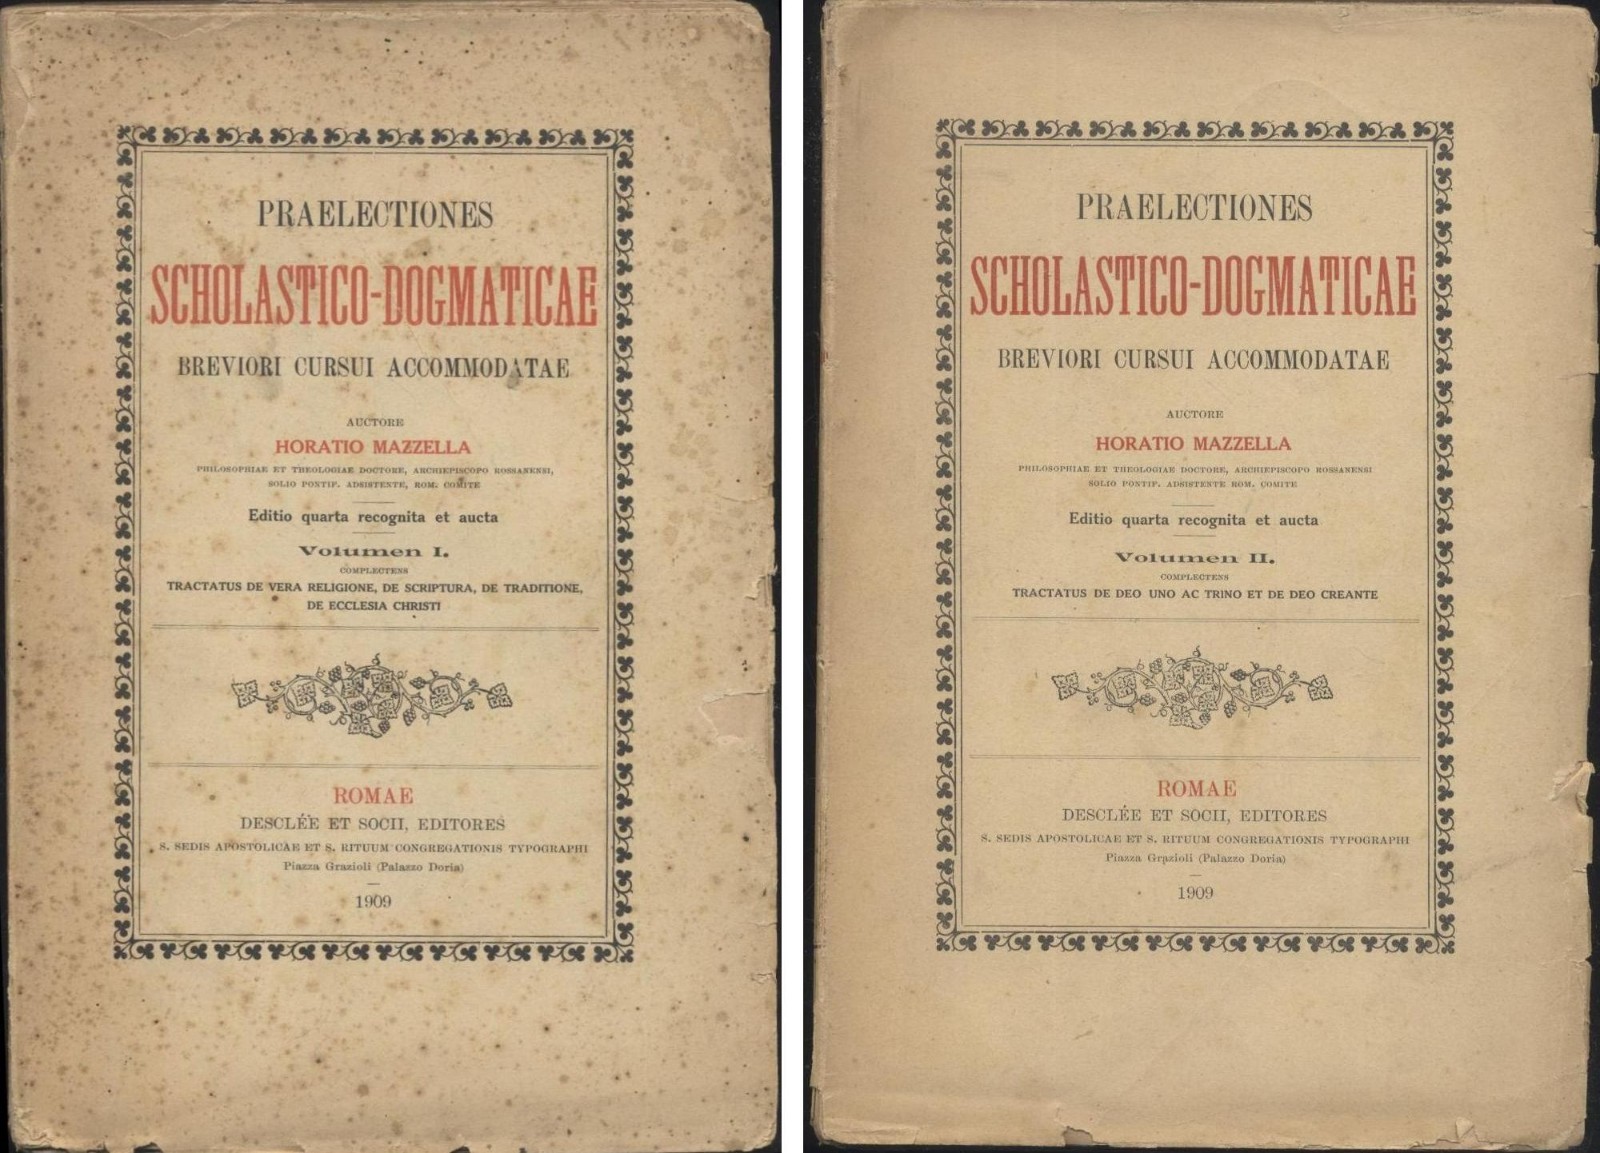 PRAELECTIONES
SCHOLASTICO-DOGMATICAE
BREVIORI CURSUI ACCOMMODATAE
AUCTORE
HORATIO MAZZELLA
PHILOSOPHIAE ET THEOLOGIAE DOCTORE, ARCHIEPISCOPO ROSSANENSI,
SOLIO PONTIF. ADSISTENTE, ROM. COMITE
Editio quarta recognita et aucta
Volumen I.
COMPLECTENS
TRACTATUS DE VERA RELIGIONE, DE SCRIPTURA, DE TRADITIONE,
DE ECCLESIA CHRISTI
ROMAE
DESCLÉE ET SOCII, EDITORES
S. SEDIS APOSTOLICAE ET S. RITUUM CONGREGATIONIS TYPOGRAPHI
Piazza Grazioli (Palazzo Doria)
1909
PRAELECTIONES
SCHOLASTICO-DOGMATICAE
BREVIORI CURSUI ACCOMMODATAE
AUCTORE
HORATIO MAZZELLA
PHILOSOPHIAE ET THEOLOGIAE DOCTORE, ARCHIEPISCOPO ROSSANENSI
SOLIO PONTIF. ADSISTENTE ROM. COMITE
Editio quarta recognita et aucta
Volumen II.
COMPLECTENS
TRACTATUS DE DEO UNO AC TRINO ET DE DEO CREANTE
ROMAE
DESCLÉE ET SOCII, EDITORES
S. SEDIS APOSTOLICAE ET S. RITUUM CONGREGATIONIS TYPOGRAPHI
Piazza Grazioli (Palazzo Doria)
1909